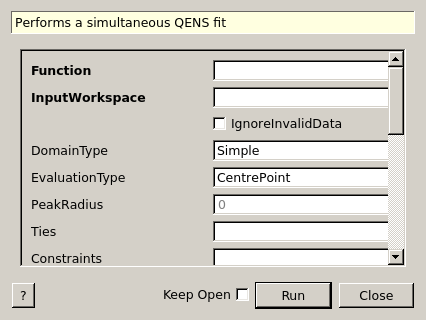 Performs a simultaneous QENS fit
Function
InputWorkspace
IgnoreInvalidData
DomainType Simple
EvaluationType CentrePoint
PeakRadius 0
Ties
Constraints
? Keep Open Run Close